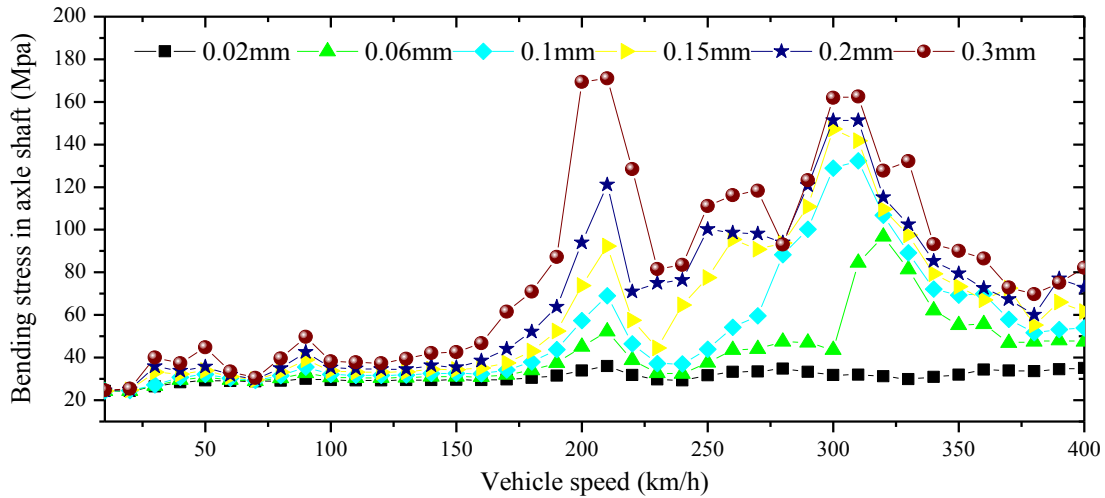 200
180
160
140
120
100
80
60
40
20
Bending stress in axle shaft (Mpa)
0.02mm 0.06mm 0.1mm 0.15mm 0.2mm 0.3mm
50 100 150 200 250 300 350 400
Vehicle speed (km/h)